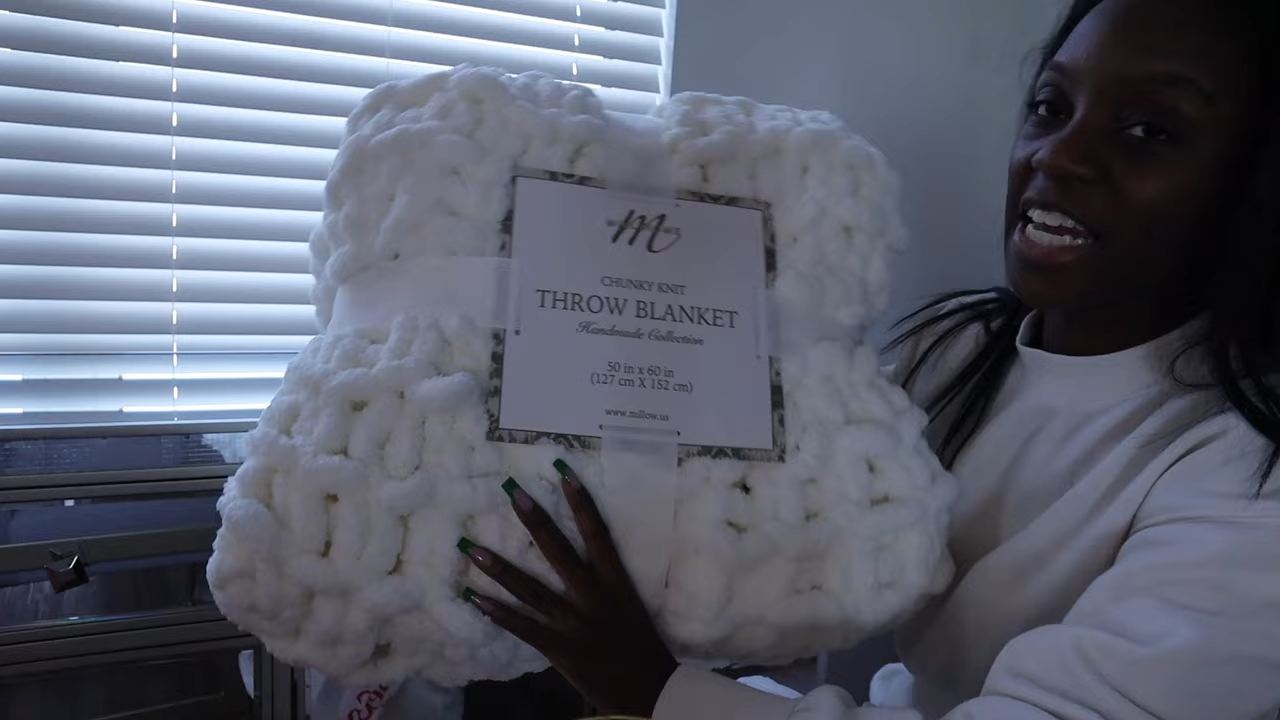 m
CHUNKY KNIT
THROW BLANKET
Handmade Collection
50 in x 60 in
(127 cm X 152 cm)
www.millow.us